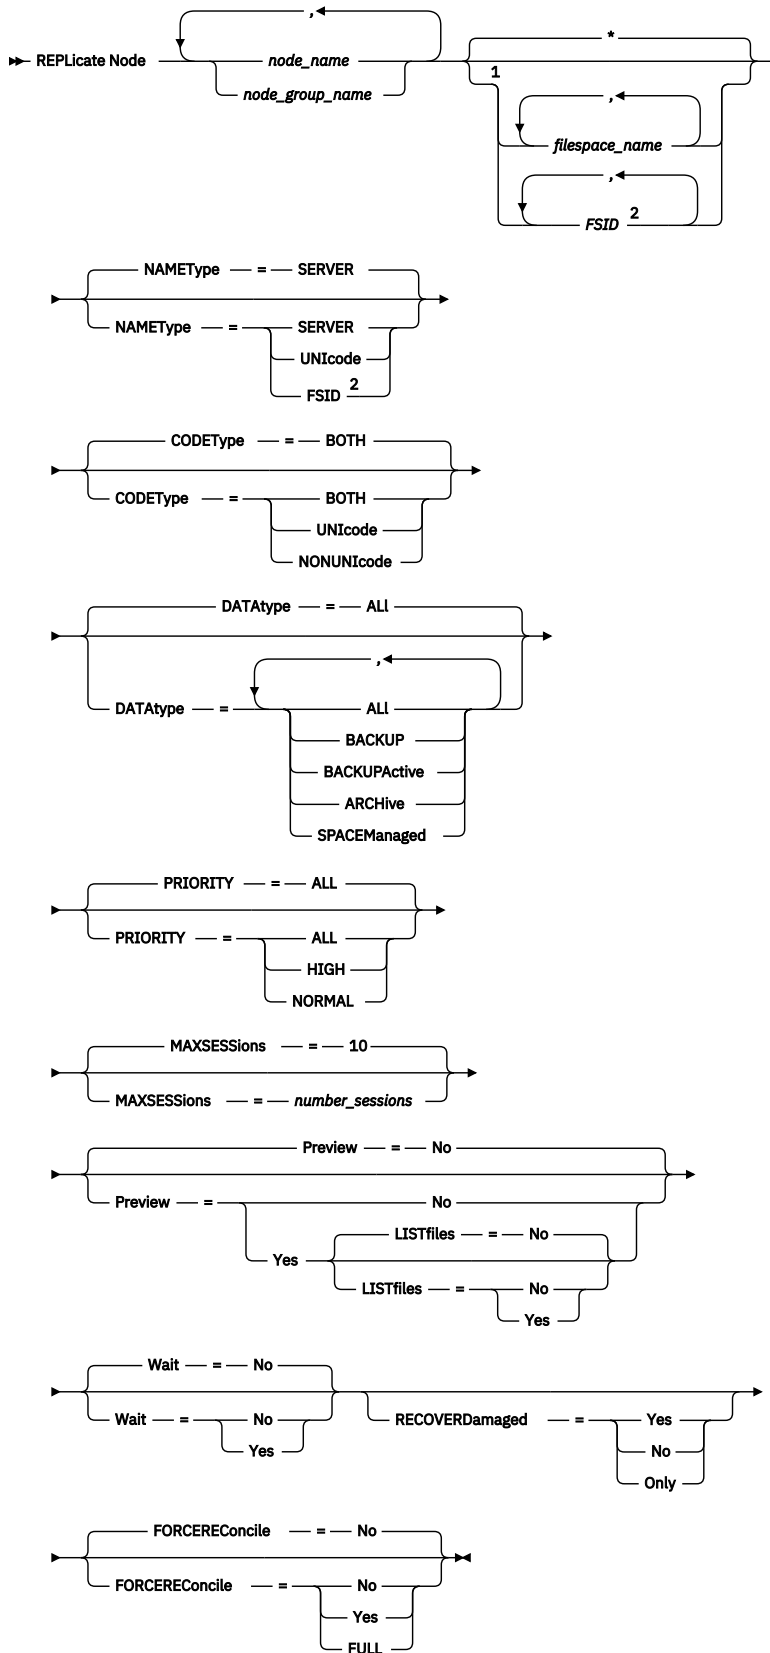 ,
*
REPLicate Node node_name
node_group_name
1
,
filespace_name
,
FSID 2
NAMEType = SERVER
NAMEType = SERVER
UNIcode
FSID 2
CODEType = BOTH
CODEType = BOTH
UNIcode
NONUNIcode
DATAtype = ALl
,
DATAtype = ALl
BACKUP
BACKUPActive
ARCHive
SPACEManaged
PRIORITY = ALL
PRIORITY = ALL
HIGH
NORMAL
MAXSESSions = 10
MAXSESSions = number_sessions
Preview = No
Preview = No
LISTfiles = No
Yes
LISTfiles = No
Yes
Wait = No
Wait = No
Yes
RECOVERDamaged = Yes
No
Only
FORCEREConcile = No
FORCEREConcile = No
Yes
FULL